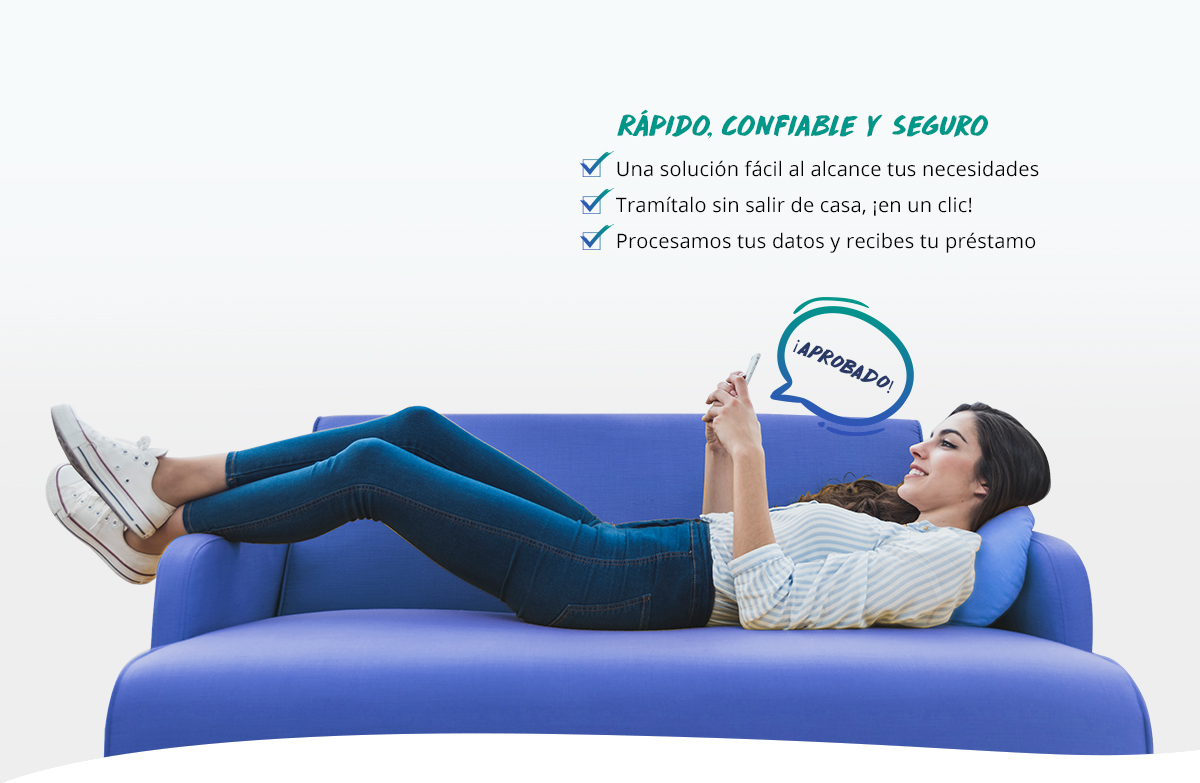 RÁPIDO, CONFIABLE Y SEGURO
Una solución fácil al alcance tus necesidades
Tramítalo sin salir de casa, ¡en un clic!
Procesamos tus datos y recibes tu préstamo
¡APROBADO!